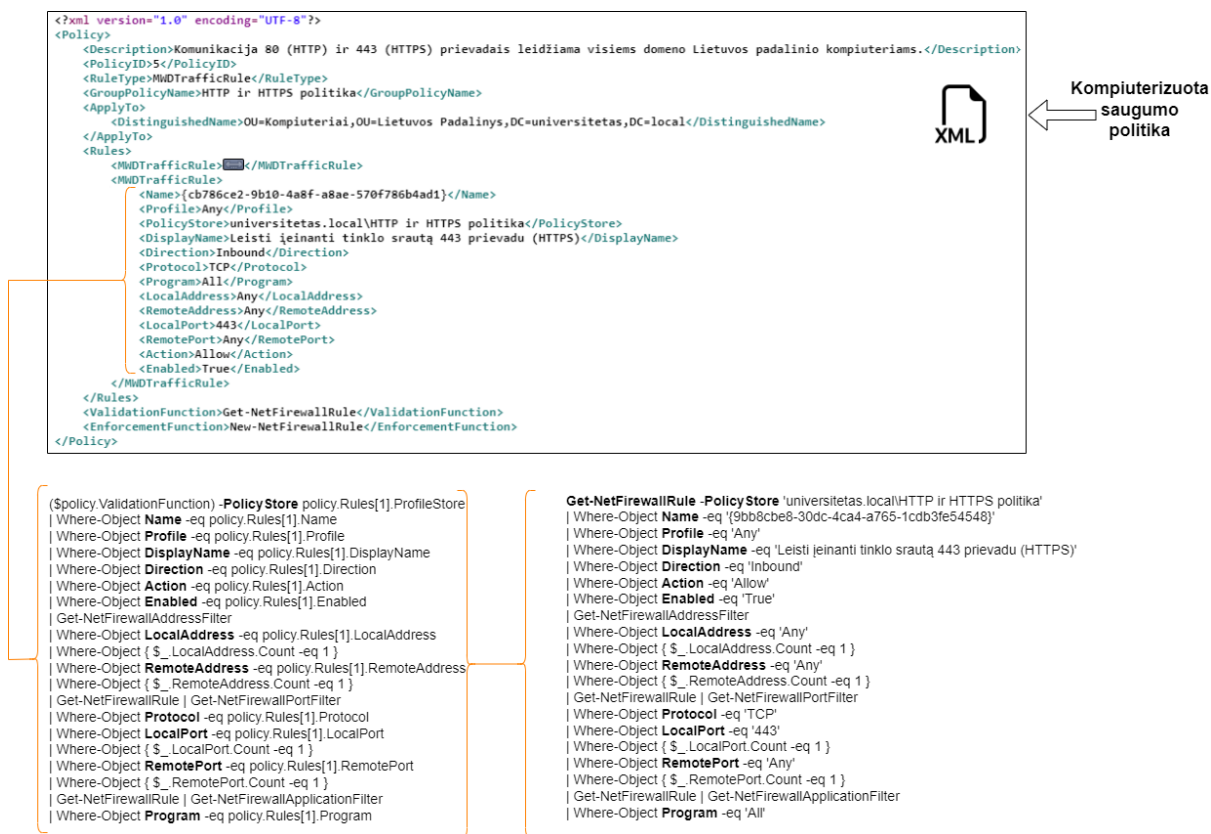 <?xml version="1.0" encoding="UTF-8"?>
<Policy>
<Description>Komunikacija 80 (HTTP) ir 443 (HTTPS) prievadais leidžiama visiems domeno Lietuvos padalinio kompiuteriams.</Description>
<PolicyID>5</PolicyID>
<RuleType>MWDTrafficRule</RuleType>
<GroupPolicyName>HTTP ir HTTPS politika</GroupPolicyName>
<ApplyTo>
<DistinguishedName>OU=Kompiuteriai,OU=Lietuvos Padalinys,DC=universitetas,DC=local</DistinguishedName>
</ApplyTo>
<Rules>
<MWDTrafficRule></MWDTrafficRule>
<MWDTrafficRule>
<Name>{cb786ce2-9b10-4a8f-a8ae-570f786b4ad1}</Name>
<Profile>Any</Profile>
<PolicyStore>universitetas.local\HTTP ir HTTPS politika</PolicyStore>
<DisplayName>Leisti įeinanti tinklo srautą 443 prievadu (HTTPS)</DisplayName>
<Direction>Inbound</Direction>
<Protocol>TCP</Protocol>
<Program>All</Program>
<LocalAddress>Any</LocalAddress>
<RemoteAddress>Any</RemoteAddress>
<LocalPort>443</LocalPort>
<RemotePort>Any</RemotePort>
<Action>Allow</Action>
<Enabled>True</Enabled>
</MWDTrafficRule>
</Rules>
<ValidationFunction>Get-NetFirewallRule</ValidationFunction>
<EnforcementFunction>New-NetFirewallRule</EnforcementFunction>
</Policy>
XML
Kompiuterizuota
saugumo
politika
($policy.ValidationFunction) -PolicyStore policy.Rules[1].ProfileStore
| Where-Object Name -eq policy.Rules[1].Name
| Where-Object Profile -eq policy.Rules[1].Profile
| Where-Object DisplayName -eq policy.Rules[1].DisplayName
| Where-Object Direction -eq policy.Rules[1].Direction
| Where-Object Action -eq policy.Rules[1].Action
| Where-Object Enabled -eq policy.Rules[1].Enabled
| Get-NetFirewallAddressFilter
| Where-Object LocalAddress -eq policy.Rules[1].LocalAddress
| Where-Object { $_.LocalAddress.Count -eq 1 }
| Where-Object RemoteAddress -eq policy.Rules[1].RemoteAddress
| Where-Object { $_.RemoteAddress.Count -eq 1 }
| Get-NetFirewallRule | Get-NetFirewallPortFilter
| Where-Object Protocol -eq policy.Rules[1].Protocol
| Where-Object LocalPort -eq policy.Rules[1].LocalPort
| Where-Object { $_.LocalPort.Count -eq 1 }
| Where-Object RemotePort -eq policy.Rules[1].RemotePort
| Where-Object { $_.RemotePort.Count -eq 1 }
| Get-NetFirewallRule | Get-NetFirewallApplicationFilter
| Where-Object Program -eq policy.Rules[1].Program
Get-NetFirewallRule -PolicyStore 'universitetas.local\HTTP ir HTTPS politika'
| Where-Object Name -eq '{9bb8cbe8-30dc-4ca4-a765-1cdb3fe54548}'
| Where-Object Profile -eq 'Any'
| Where-Object DisplayName -eq 'Leisti įeinanti tinklo srautą 443 prievadu (HTTPS)'
| Where-Object Direction -eq 'Inbound'
| Where-Object Action -eq 'Allow'
| Where-Object Enabled -eq 'True'
| Get-NetFirewallAddressFilter
| Where-Object LocalAddress -eq 'Any'
| Where-Object { $_.LocalAddress.Count -eq 1 }
| Where-Object RemoteAddress -eq 'Any'
| Where-Object { $_.RemoteAddress.Count -eq 1 }
| Get-NetFirewallRule | Get-NetFirewallPortFilter
| Where-Object Protocol -eq 'TCP'
| Where-Object LocalPort -eq '443'
| Where-Object { $_.LocalPort.Count -eq 1 }
| Where-Object RemotePort -eq 'Any'
| Where-Object { $_.RemotePort.Count -eq 1 }
| Get-NetFirewallRule | Get-NetFirewallApplicationFilter
| Where-Object Program -eq 'All'